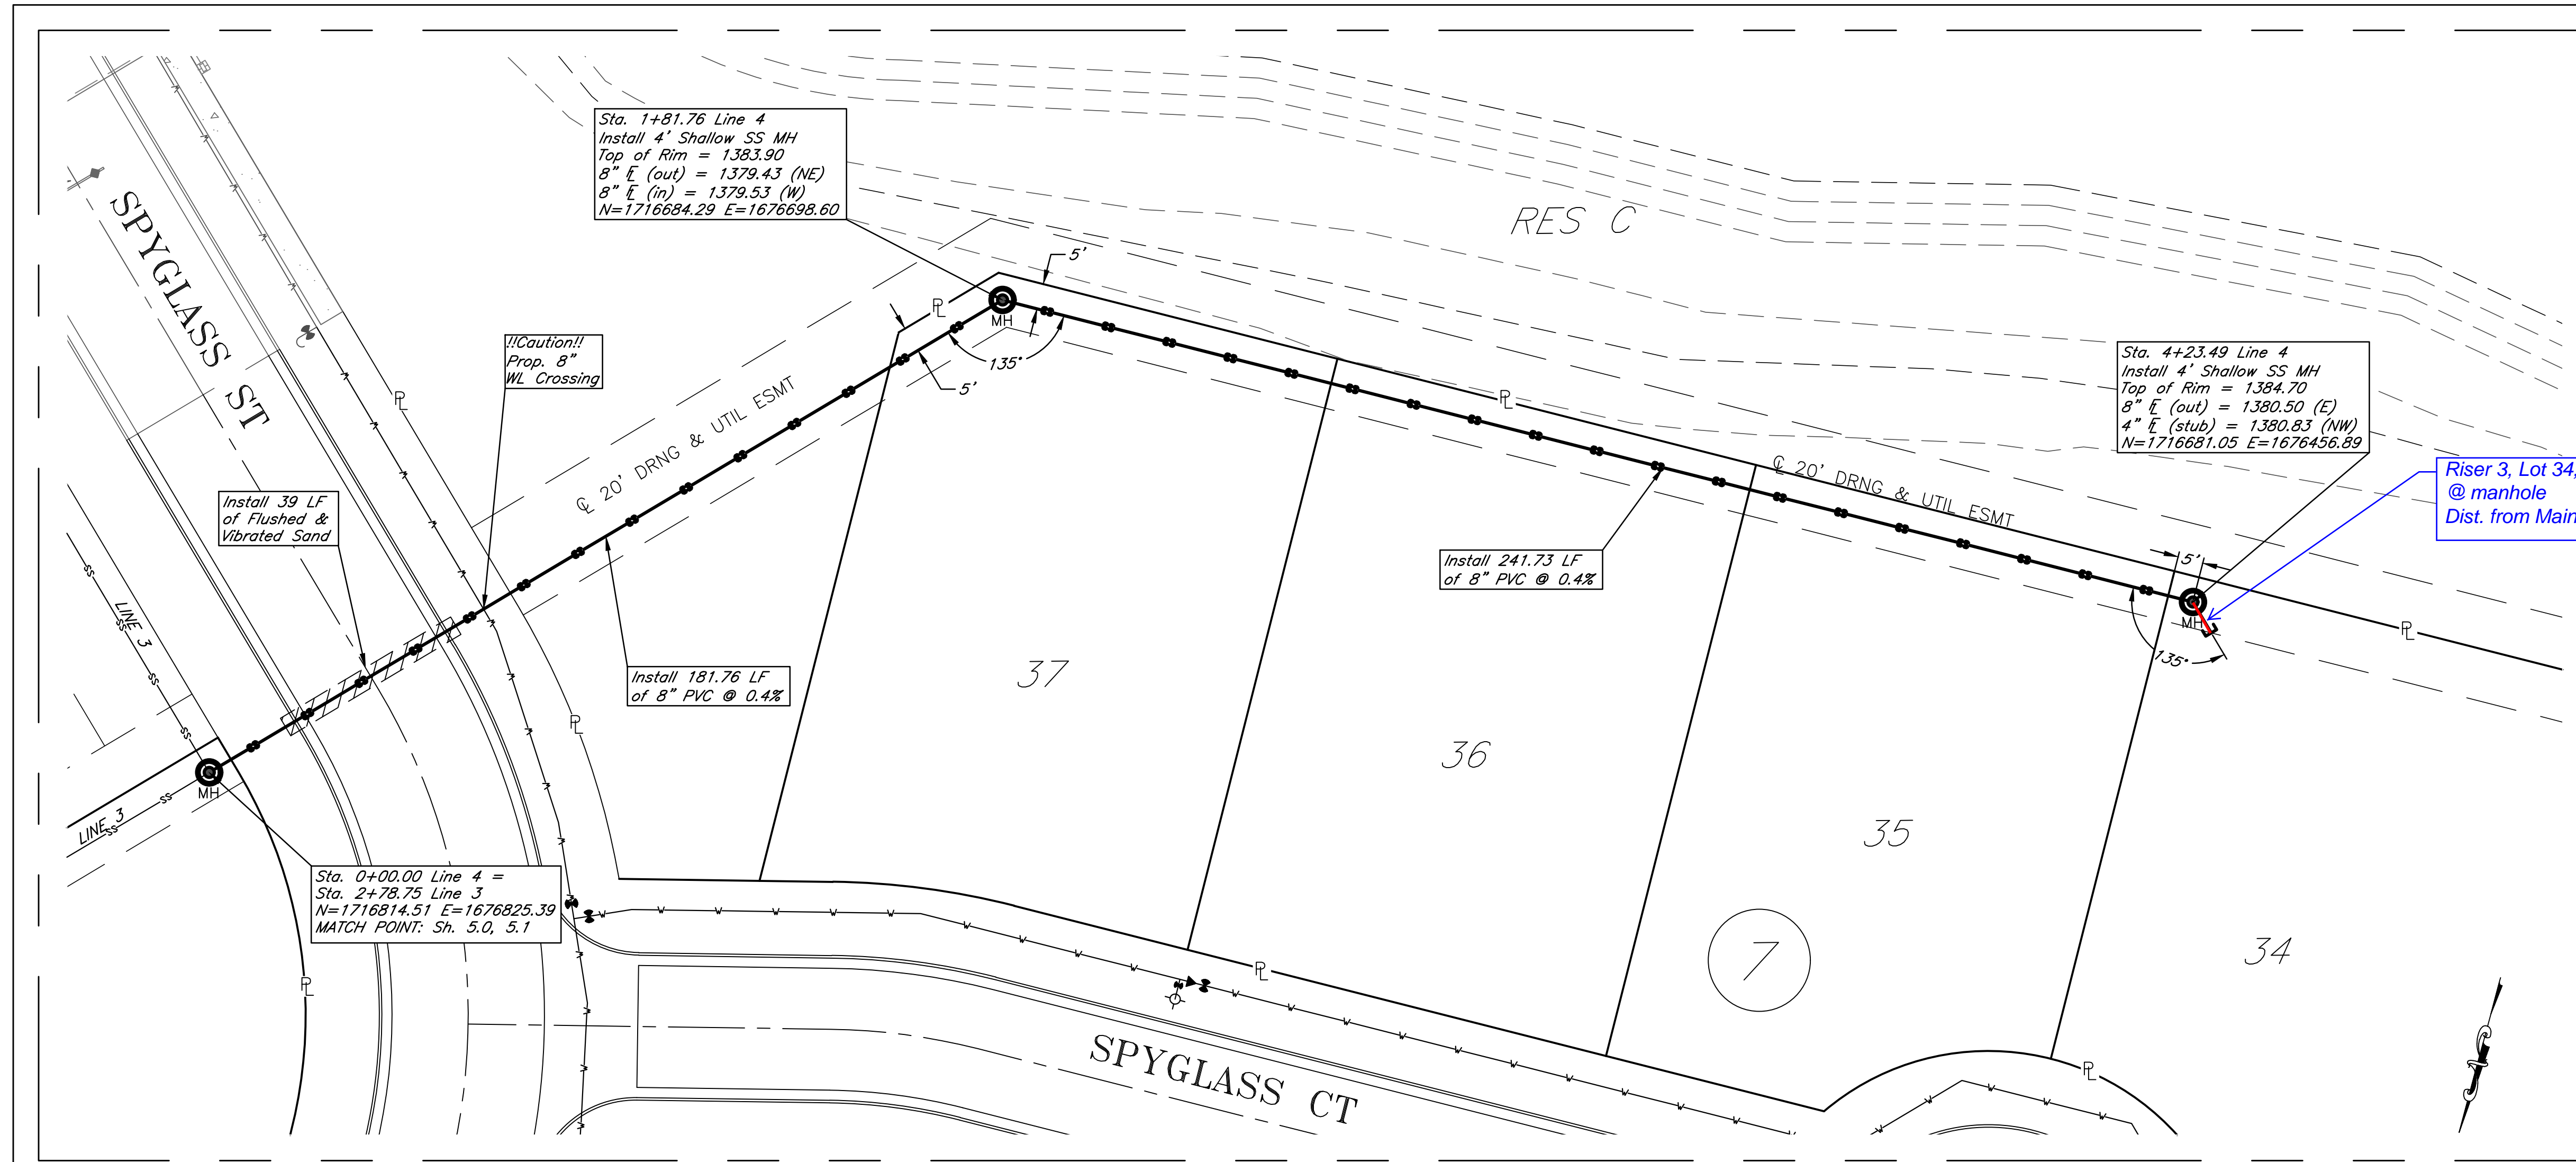 Sta. 1+81.76 Line 4
Install 4' Shallow SS MH
Top of Rim = 1383.90
8" FL (out) = 1379.43 (NE)
8" FL (in) = 1379.53 (W)
N=1716684.29 E=1676698.60
SPYGLASS ST
RES C
5'
PL
MH
135°
5'
!!Caution!!
Prop. 8"
WL Crossing
PL
PL
Sta. 4+23.49 Line 4
Install 4' Shallow SS MH
Top of Rim = 1384.70
8" FL (out) = 1380.50 (E)
4" FL (stub) = 1380.83 (NW)
N=1716681.05 E=1676456.89
Riser 3, Lot 34,
@ manhole
Dist. from Main
CL 20' DRNG & UTIL ESMT
CL 20' DRNG & UTIL ESMT
Install 39 LF
of Flushed &
Vibrated Sand
Install 241.73 LF
of 8" PVC @ 0.4%
5'
MH
135°
PL
LINE 3
SS
SS
SS
SS
Install 181.76 LF
of 8" PVC @ 0.4%
37
36
35
34
7
PL
MH
LINE 3
SS
SS
Sta. 0+00.00 Line 4 =
Sta. 2+78.75 Line 3
N=1716814.51 E=1676825.39
MATCH POINT: Sh. 5.0, 5.1
PL
PL
PL
SPYGLASS CT